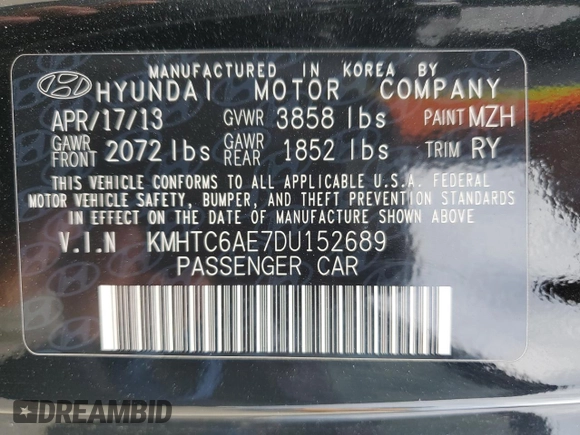 MANUFACTURED IN KOREA BY
HYUNDAI MOTOR COMPANY
APR/17/13 GVWR 3858 lbs PAINT MZH
GAWR FRONT 2072 lbs GAWR REAR 1852 lbs TRIM RY
THIS VEHICLE CONFORMS TO ALL APPLICABLE U.S.A. FEDERAL
MOTOR VEHICLE SAFETY, BUMPER, AND THEFT PREVENTION STANDARDS
IN EFFECT ON THE DATE OF MANUFACTURE SHOWN ABOVE
V.I.N KMHTC6AE7DU152689
PASSENGER CAR
DREAMBID